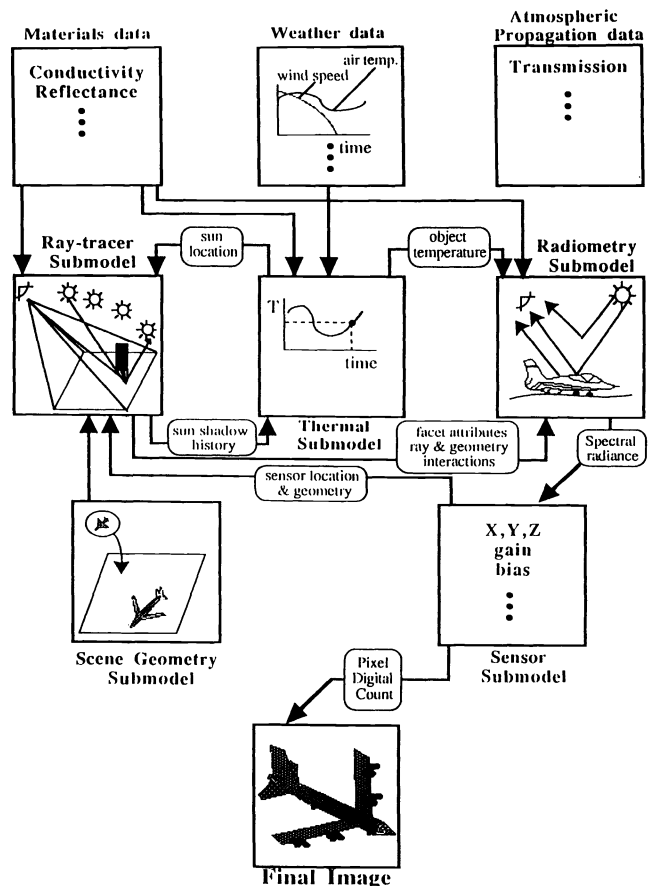 Materials data
Weather data
Atmospheric
Propagation data
Conductivity
Reflectance
air temp.
wind speed
time
Transmission
Ray-tracer
Submodel
sun
location
object
temperature
Radiometry
Submodel
T
time
Thermal
Submodel
sun shadow
history
facet attributes
ray & geometry
interactions
Spectral
radiance
sensor location
& geometry
X,Y,Z
gain
bias
Scene Geometry
Submodel
Sensor
Submodel
Pixel
Digital
Count
Final Image